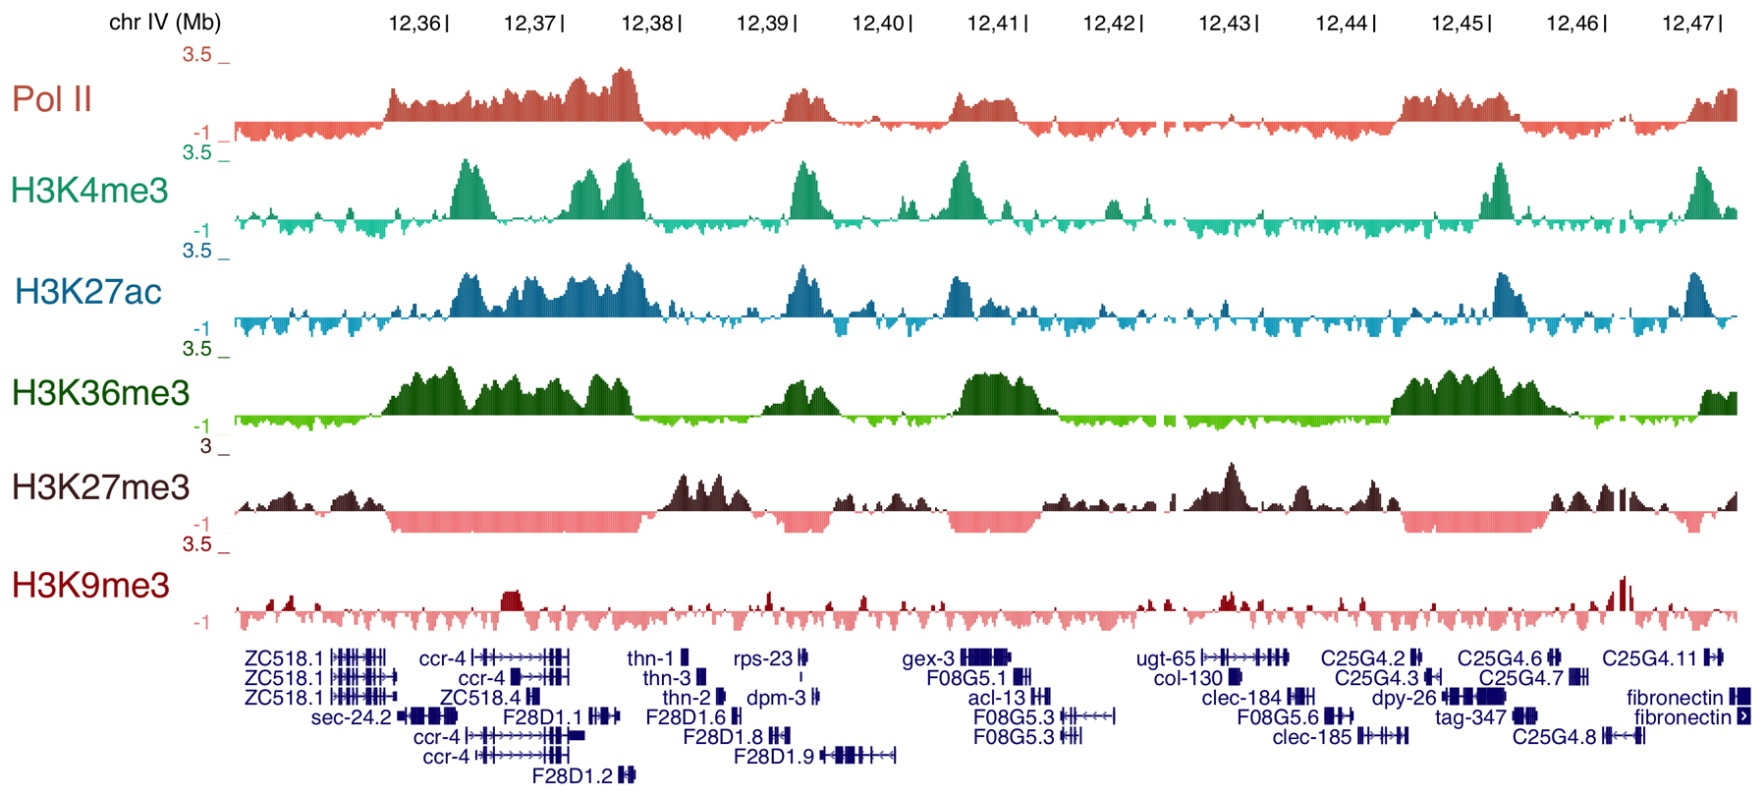 chr IV (Mb) 12,36 12,37 12,38 12,39 12,40 12,41 12,42 12,43 12,44 12,45 12,46 12,47
3.5
Pol II
-1
3.5
H3K4me3
-1
3.5
H3K27ac
-1
3.5
H3K36me3
-1
3
H3K27me3
-1
3.5
H3K9me3
-1
ZC518.1 ccr-4 thn-1 rps-23 gex-3 ugt-65 C25G4.2 C25G4.6 C25G4.11
ZC518.1 ccr-4 thn-3 F08G5.1 col-130 C25G4.3 C25G4.7
ZC518.1 ZC518.4 thn-2 dpm-3 acl-13 clec-184 dpy-26 fibronectin
sec-24.2 F28D1.1 F28D1.6 F08G5.3 F08G5.6 tag-347 fibronectin
ccr-4 F28D1.8 F08G5.3 clec-185 C25G4.8
ccr-4 F28D1.9
F28D1.2